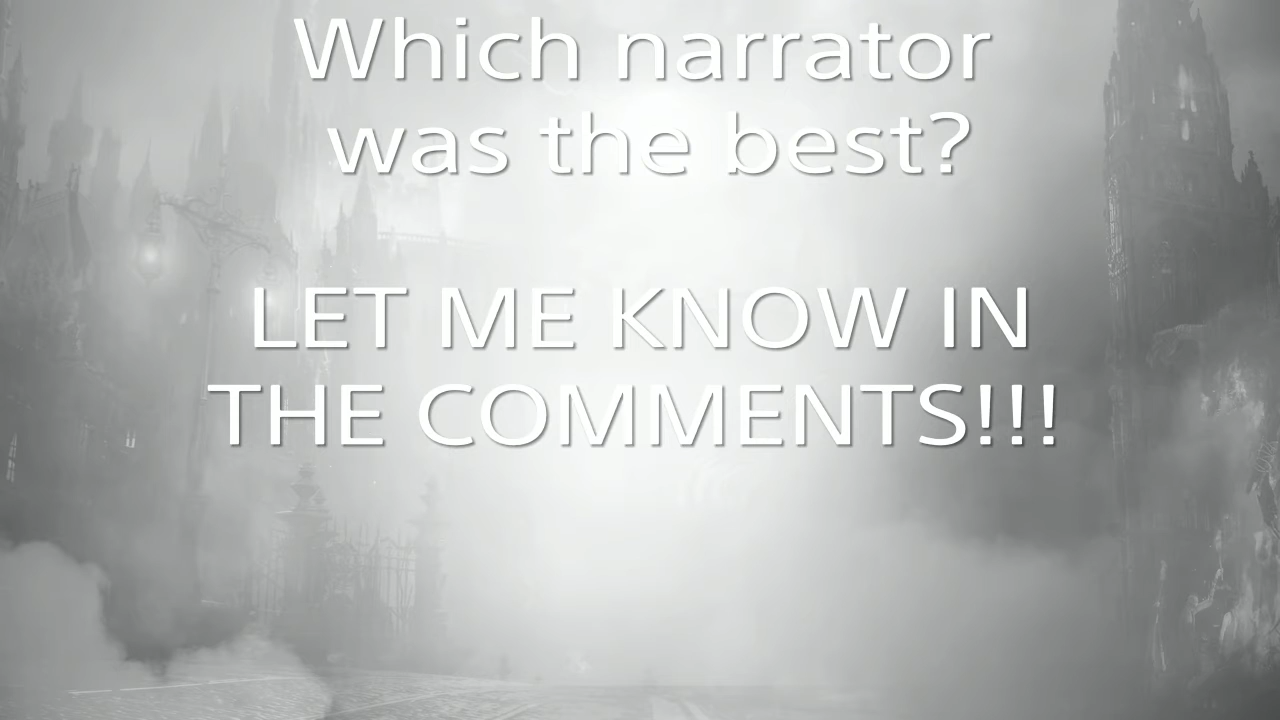 Which narrator
was the best?
LET ME KNOW IN
THE COMMENTS!!!